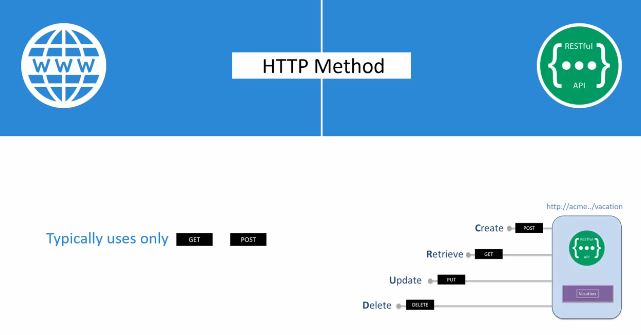 WWW
HTTP Method
RESTful
{•••}
API
http://acme../vacation
Typically uses only GET POST
Create POST
Retrieve GET
Update PUT
Delete DELETE
RESTful
{•••}
API
Vacation